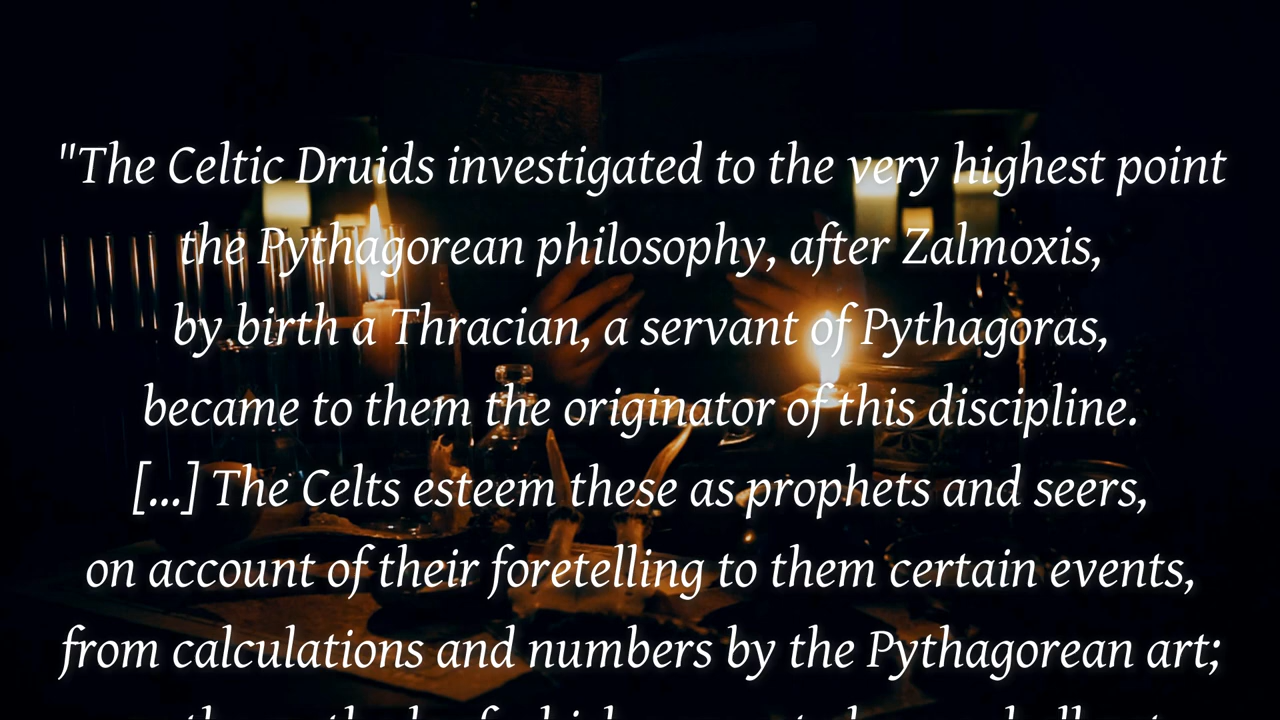 "The Celtic Druids investigated to the very highest point
the Pythagorean philosophy, after Zalmoxis,
by birth a Thracian, a servant of Pythagoras,
became to them the originator of this discipline.
[...] The Celts esteem these as prophets and seers,
on account of their foretelling to them certain events,
from calculations and numbers by the Pythagorean art;